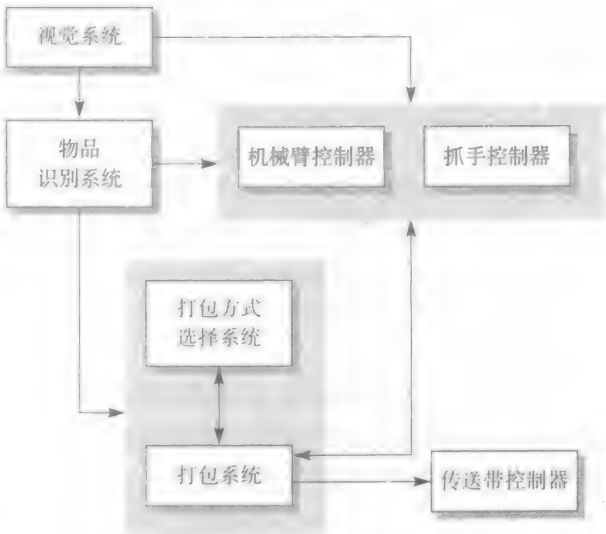 视觉系统
物品
识别系统
机械臂控制器
抓手控制器
打包方式
选择系统
打包系统
传送带控制器